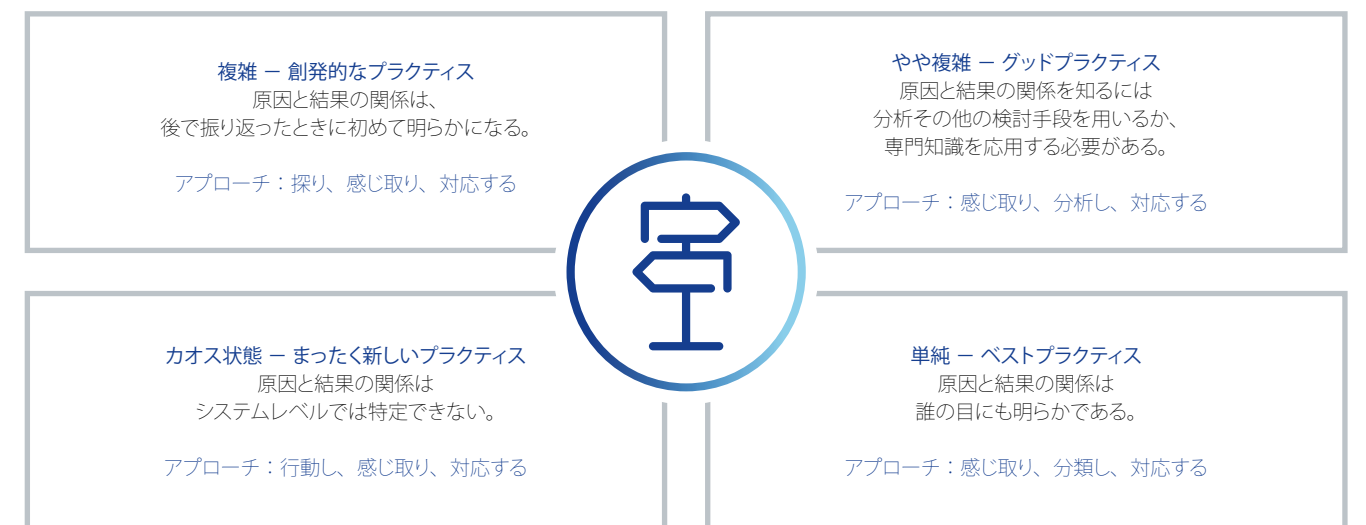 複雑 － 創発的なプラクティス
原因と結果の関係は、
後で振り返ったときに初めて明らかになる。
アプローチ：探り、感じ取り、対応する
やや複雑 － グッドプラクティス
原因と結果の関係を知るには
分析その他の検討手段を用いるか、
専門知識を応用する必要がある。
アプローチ：感じ取り、分析し、対応する
カオス状態 － まったく新しいプラクティス
原因と結果の関係は
システムレベルでは特定できない。
アプローチ：行動し、感じ取り、対応する
単純 － ベストプラクティス
原因と結果の関係は
誰の目にも明らかである。
アプローチ：感じ取り、分類し、対応する